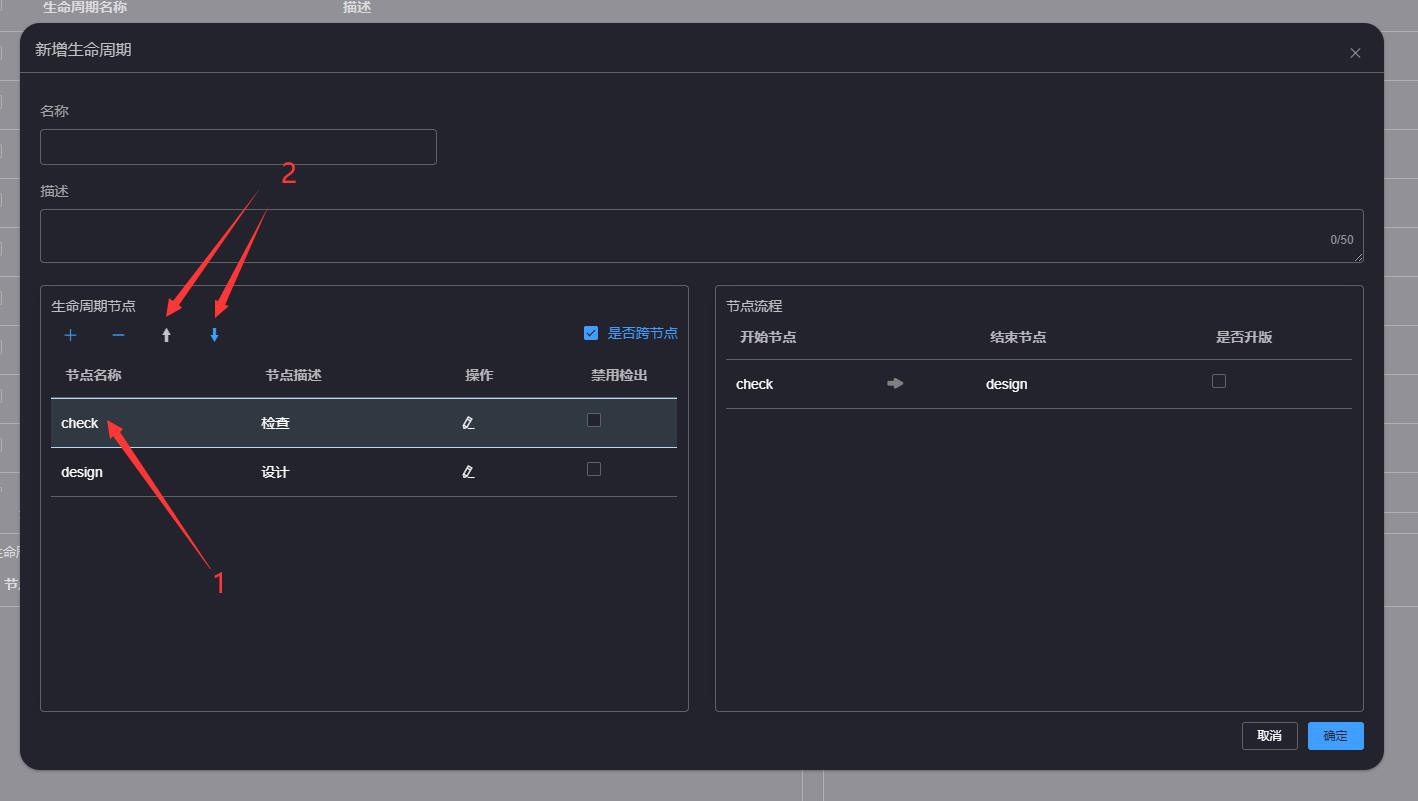 生命周期名称 描述
新增生命周期
名称
2
描述
0/50
生命周期节点
是否跨节点
节点名称 节点描述 操作 禁用检出
check 检查
design 设计
1
节点流程
开始节点 结束节点 是否升版
check design
取消 确定
生命
节